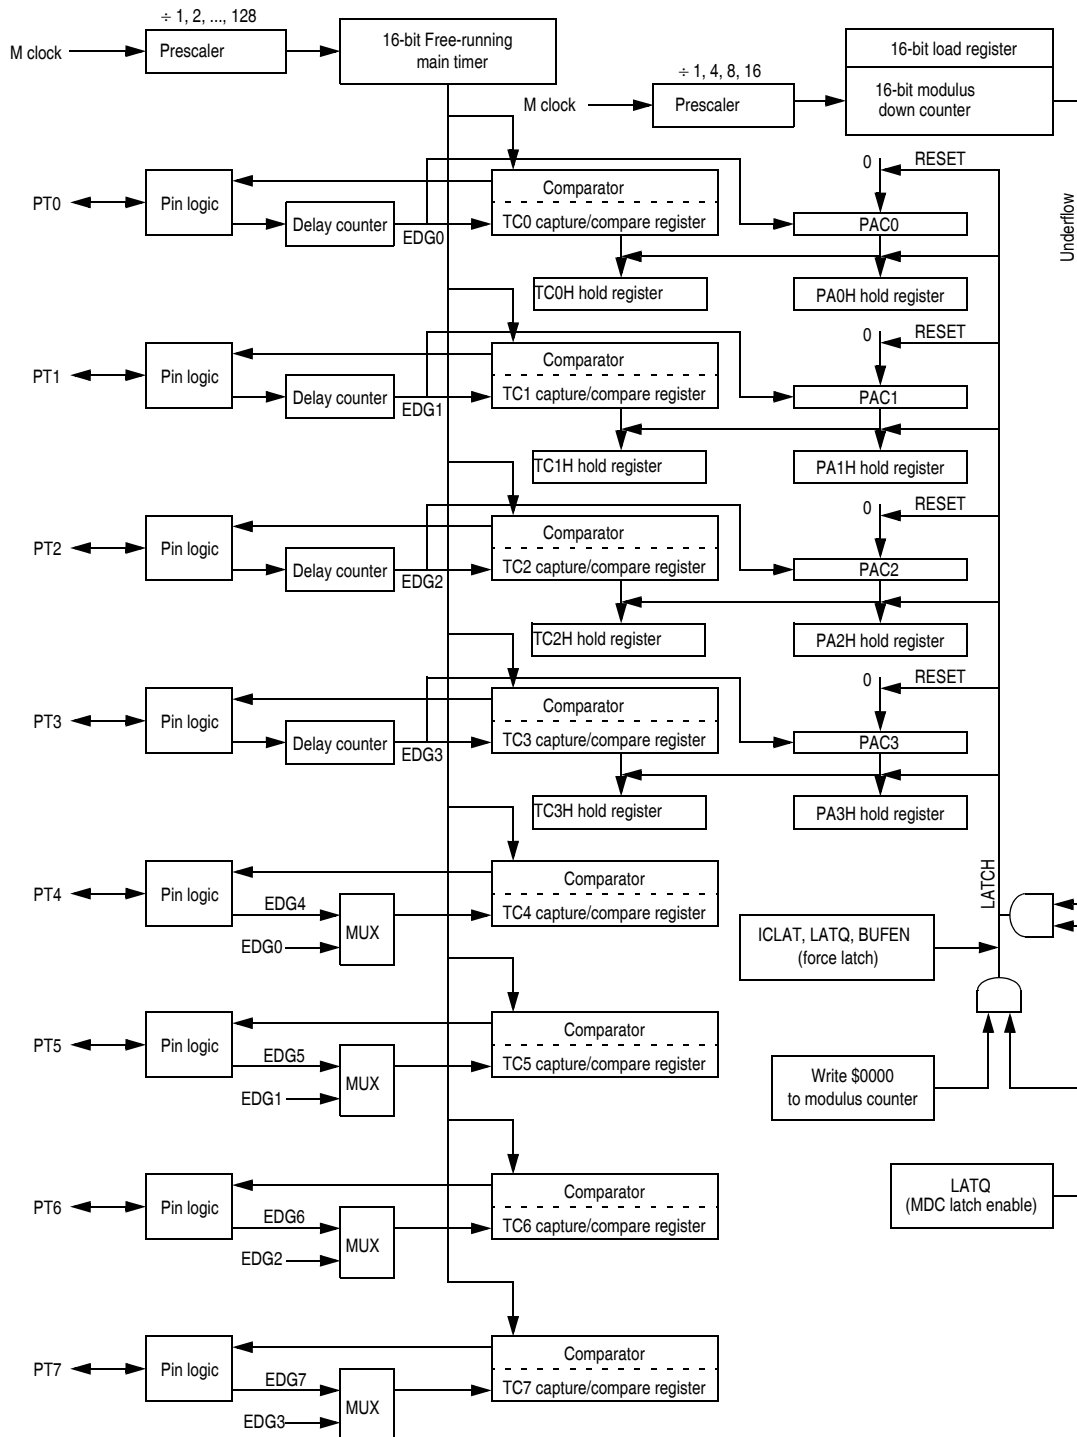 ÷ 1, 2, ..., 128
M clock
Prescaler
16-bit Free-running
main timer
16-bit load register
÷ 1, 4, 8, 16
M clock
Prescaler
16-bit modulus
down counter
Underflow
PT0
Pin logic
Delay counter
EDG0
Comparator
TC0 capture/compare register
TC0H hold register
0
RESET
PAC0
PA0H hold register
PT1
Pin logic
Delay counter
EDG1
Comparator
TC1 capture/compare register
TC1H hold register
0
RESET
PAC1
PA1H hold register
PT2
Pin logic
Delay counter
EDG2
Comparator
TC2 capture/compare register
TC2H hold register
0
RESET
PAC2
PA2H hold register
PT3
Pin logic
Delay counter
EDG3
Comparator
TC3 capture/compare register
TC3H hold register
0
RESET
PAC3
PA3H hold register
PT4
Pin logic
EDG4
EDG0
MUX
Comparator
TC4 capture/compare register
LATCH
ICLAT, LATQ, BUFEN
(force latch)
PT5
Pin logic
EDG5
EDG1
MUX
Comparator
TC5 capture/compare register
Write $0000
to modulus counter
PT6
Pin logic
EDG6
EDG2
MUX
Comparator
TC6 capture/compare register
LATQ
(MDC latch enable)
PT7
Pin logic
EDG7
EDG3
MUX
Comparator
TC7 capture/compare register